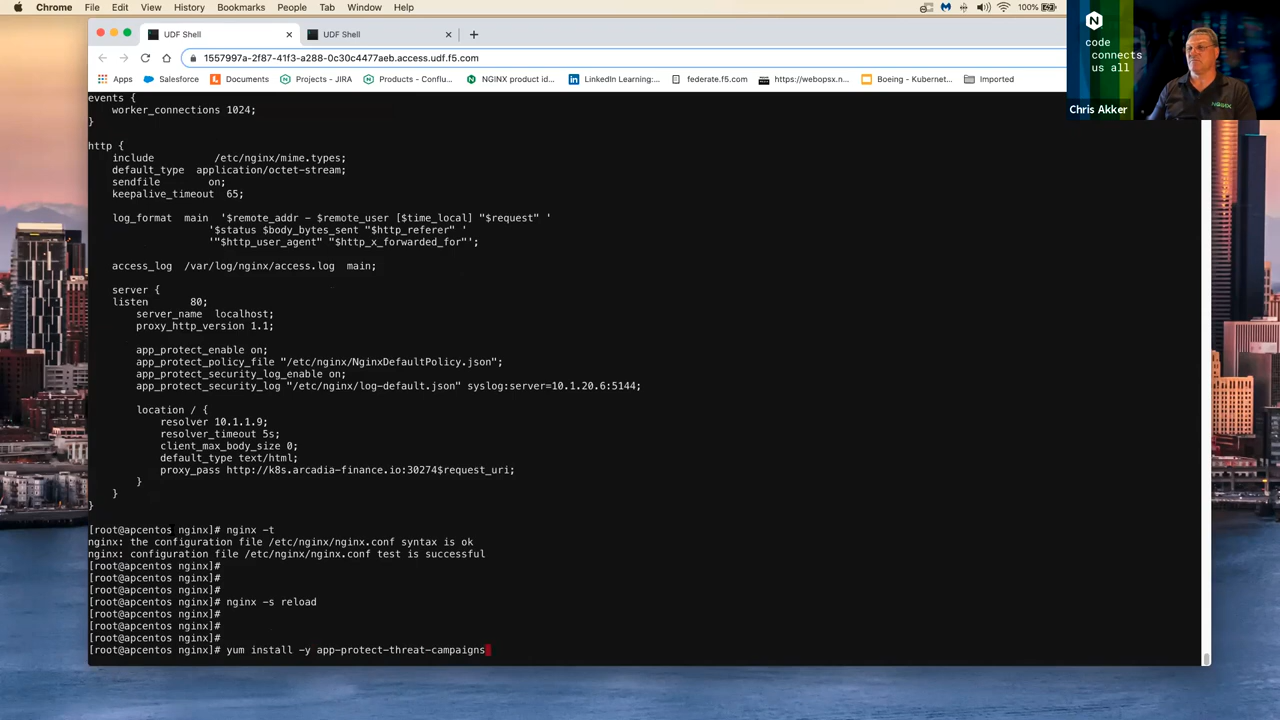 Chrome File Edit View History Bookmarks People Tab Window Help 100%
UDF Shell UDF Shell
1557997a-2f87-41f3-a288-0c30c4477aeb.access.udf.f5.com
Apps Salesforce Documents Projects - JIRA Products - Conflu... NGINX product id... LinkedIn Learning:... federate.f5.com https://webopsx.n... Boeing - Kubernet... Imported
code
connects
us all
NGINX
Chris Akker
events {
    worker_connections 1024;
}
http {
    include          /etc/nginx/mime.types;
    default_type  application/octet-stream;
    sendfile        on;
    keepalive_timeout  65;
    log_format  main  '$remote_addr - $remote_user [$time_local] "$request" '
                    '$status $body_bytes_sent "$http_referer" '
                    '"$http_user_agent" "$http_x_forwarded_for"';
    access_log  /var/log/nginx/access.log  main;
    server {
    listen       80;
        server_name  localhost;
        proxy_http_version 1.1;
        app_protect_enable on;
        app_protect_policy_file "/etc/nginx/NginxDefaultPolicy.json";
        app_protect_security_log_enable on;
        app_protect_security_log "/etc/nginx/log-default.json" syslog:server=10.1.20.6:5144;
        location / {
            resolver 10.1.1.9;
            resolver_timeout 5s;
            client_max_body_size 0;
            default_type text/html;
            proxy_pass http://k8s.arcadia-finance.io:30274$request_uri;
        }
    }
}
[root@apcentos nginx]# nginx -t
nginx: the configuration file /etc/nginx/nginx.conf syntax is ok
nginx: configuration file /etc/nginx/nginx.conf test is successful
[root@apcentos nginx]#
[root@apcentos nginx]#
[root@apcentos nginx]#
[root@apcentos nginx]# nginx -s reload
[root@apcentos nginx]#
[root@apcentos nginx]#
[root@apcentos nginx]#
[root@apcentos nginx]# yum install -y app-protect-threat-campaigns